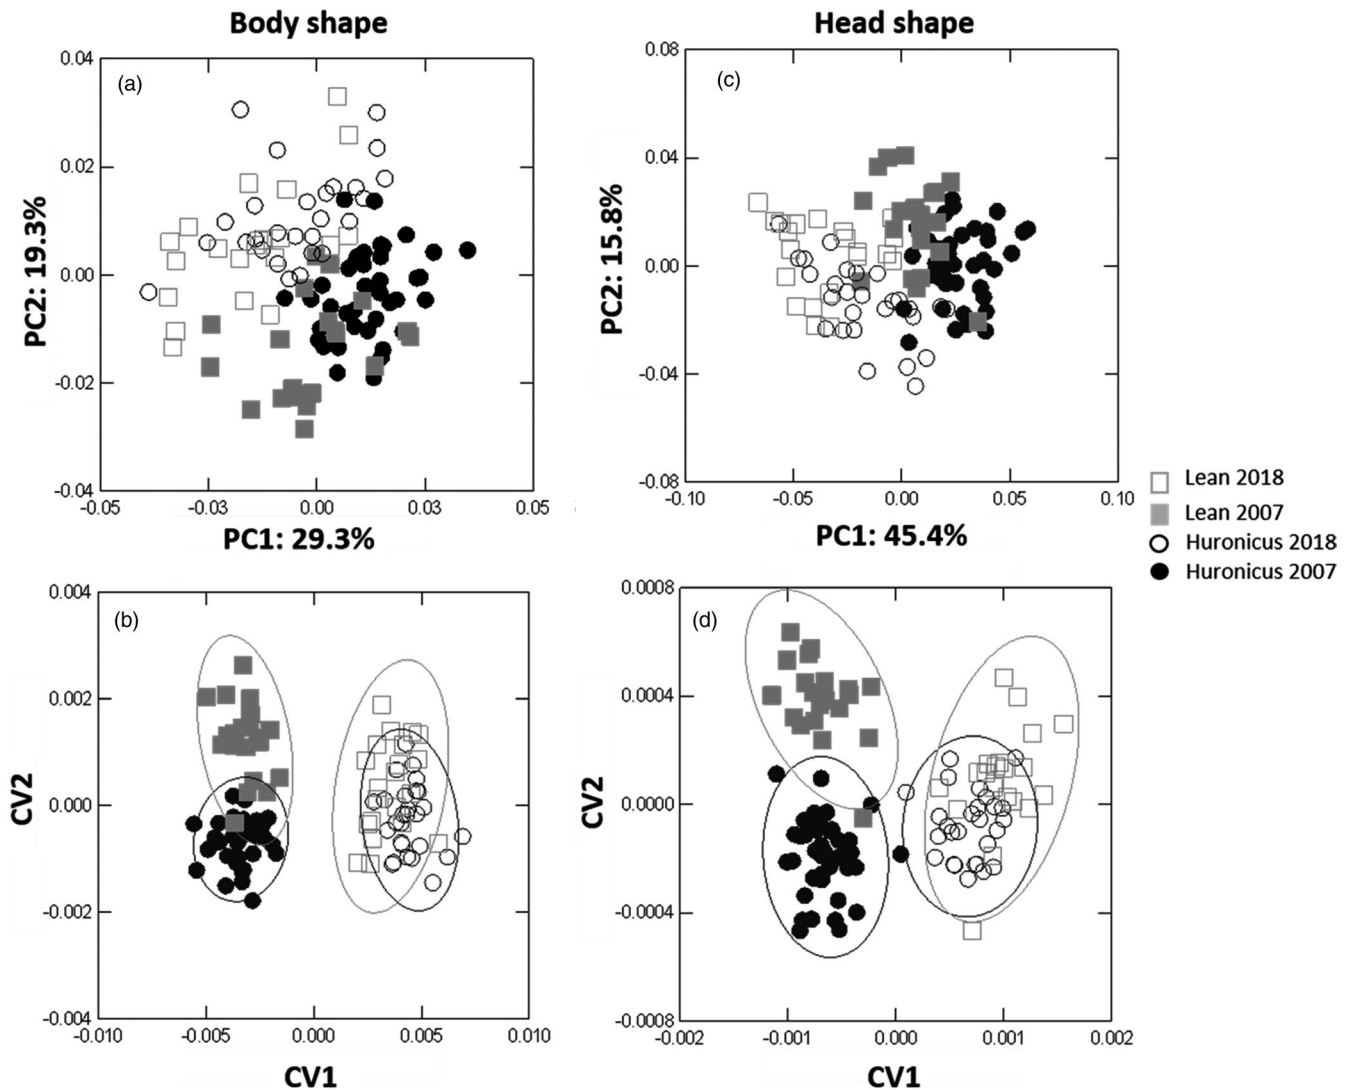 Body shape
(a)
0.04
0.02
0.00
-0.02
-0.04
PC2: 19.3%
-0.05
-0.03
0.00
0.03
0.05
PC1: 29.3%
Head shape
(c)
0.08
0.04
0.00
-0.04
-0.08
PC2: 15.8%
-0.10
-0.05
0.00
0.05
0.10
PC1: 45.4%
Lean 2018
Lean 2007
Huronicus 2018
Huronicus 2007
(b)
0.004
0.002
0.000
-0.002
-0.004
CV2
-0.010
-0.005
0.000
0.005
0.010
CV1
(d)
0.0008
0.0004
0.0000
-0.0004
-0.0008
CV2
-0.002
-0.001
0.000
0.001
0.002
CV1